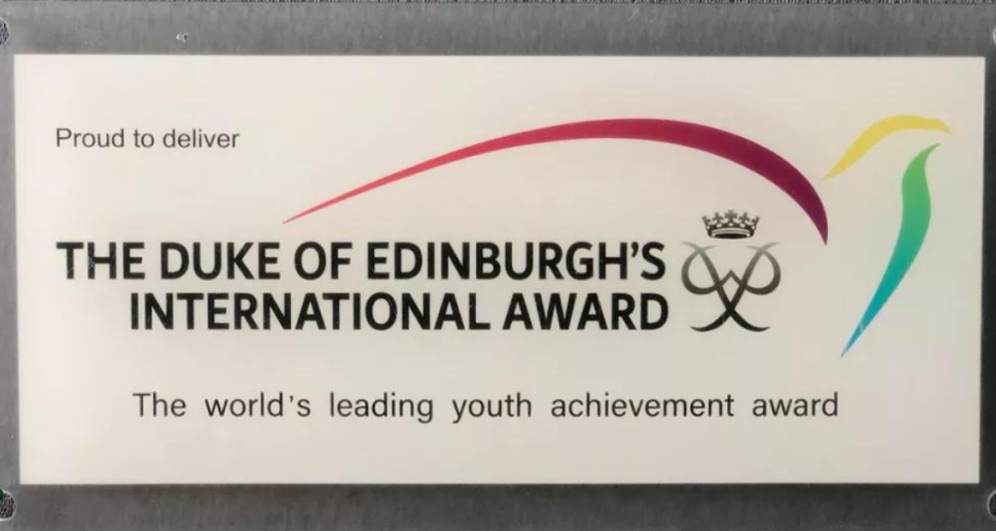 Proud to deliver
THE DUKE OF EDINBURGH'S
INTERNATIONAL AWARD
The world's leading youth achievement award